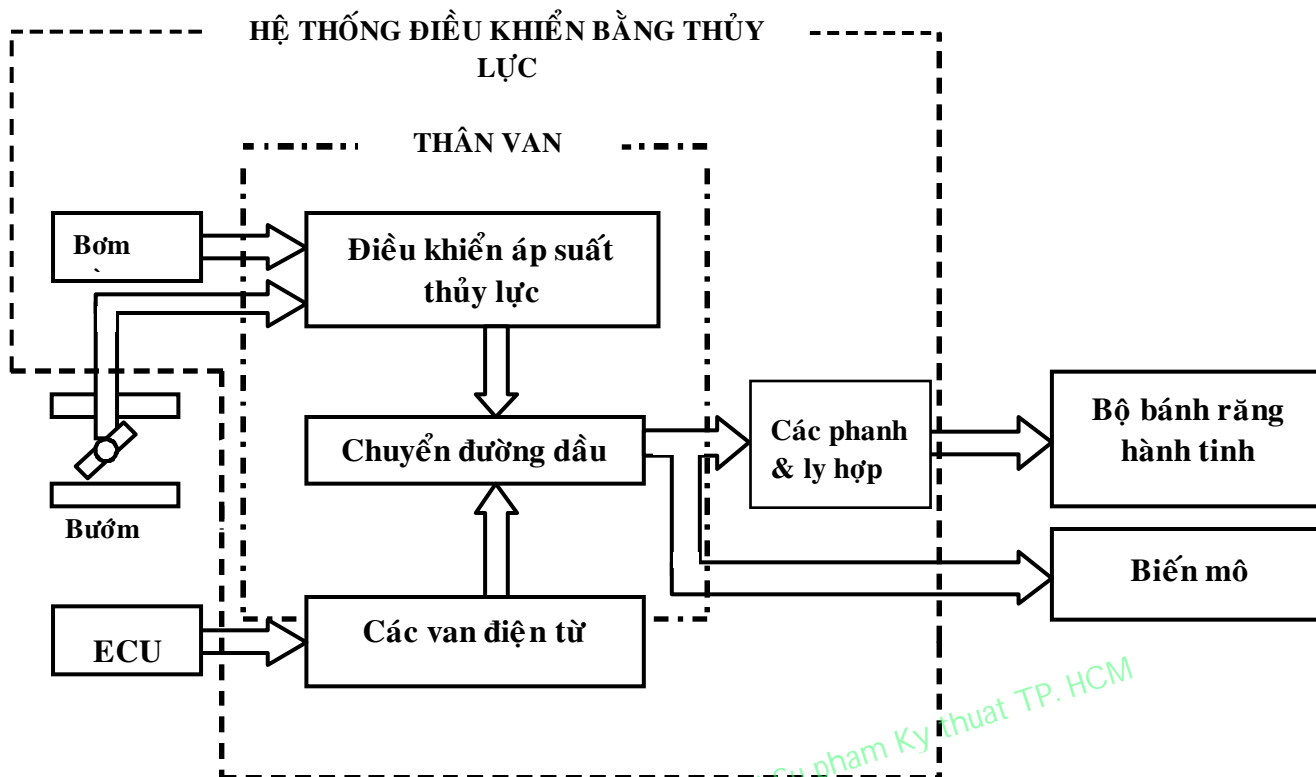 HỆ THỐNG ĐIỀU KHIỂN BẰNG THỦY
LỰC
THÂN VAN
Bơm
Điều khiển áp suất
thủy lực
Chuyển đường dầu
Các phanh
& ly hợp
Bộ bánh răng
hành tinh
Bướm
Biến mô
ECU
Các van điện từ
pham Ky thuat TP. HCM